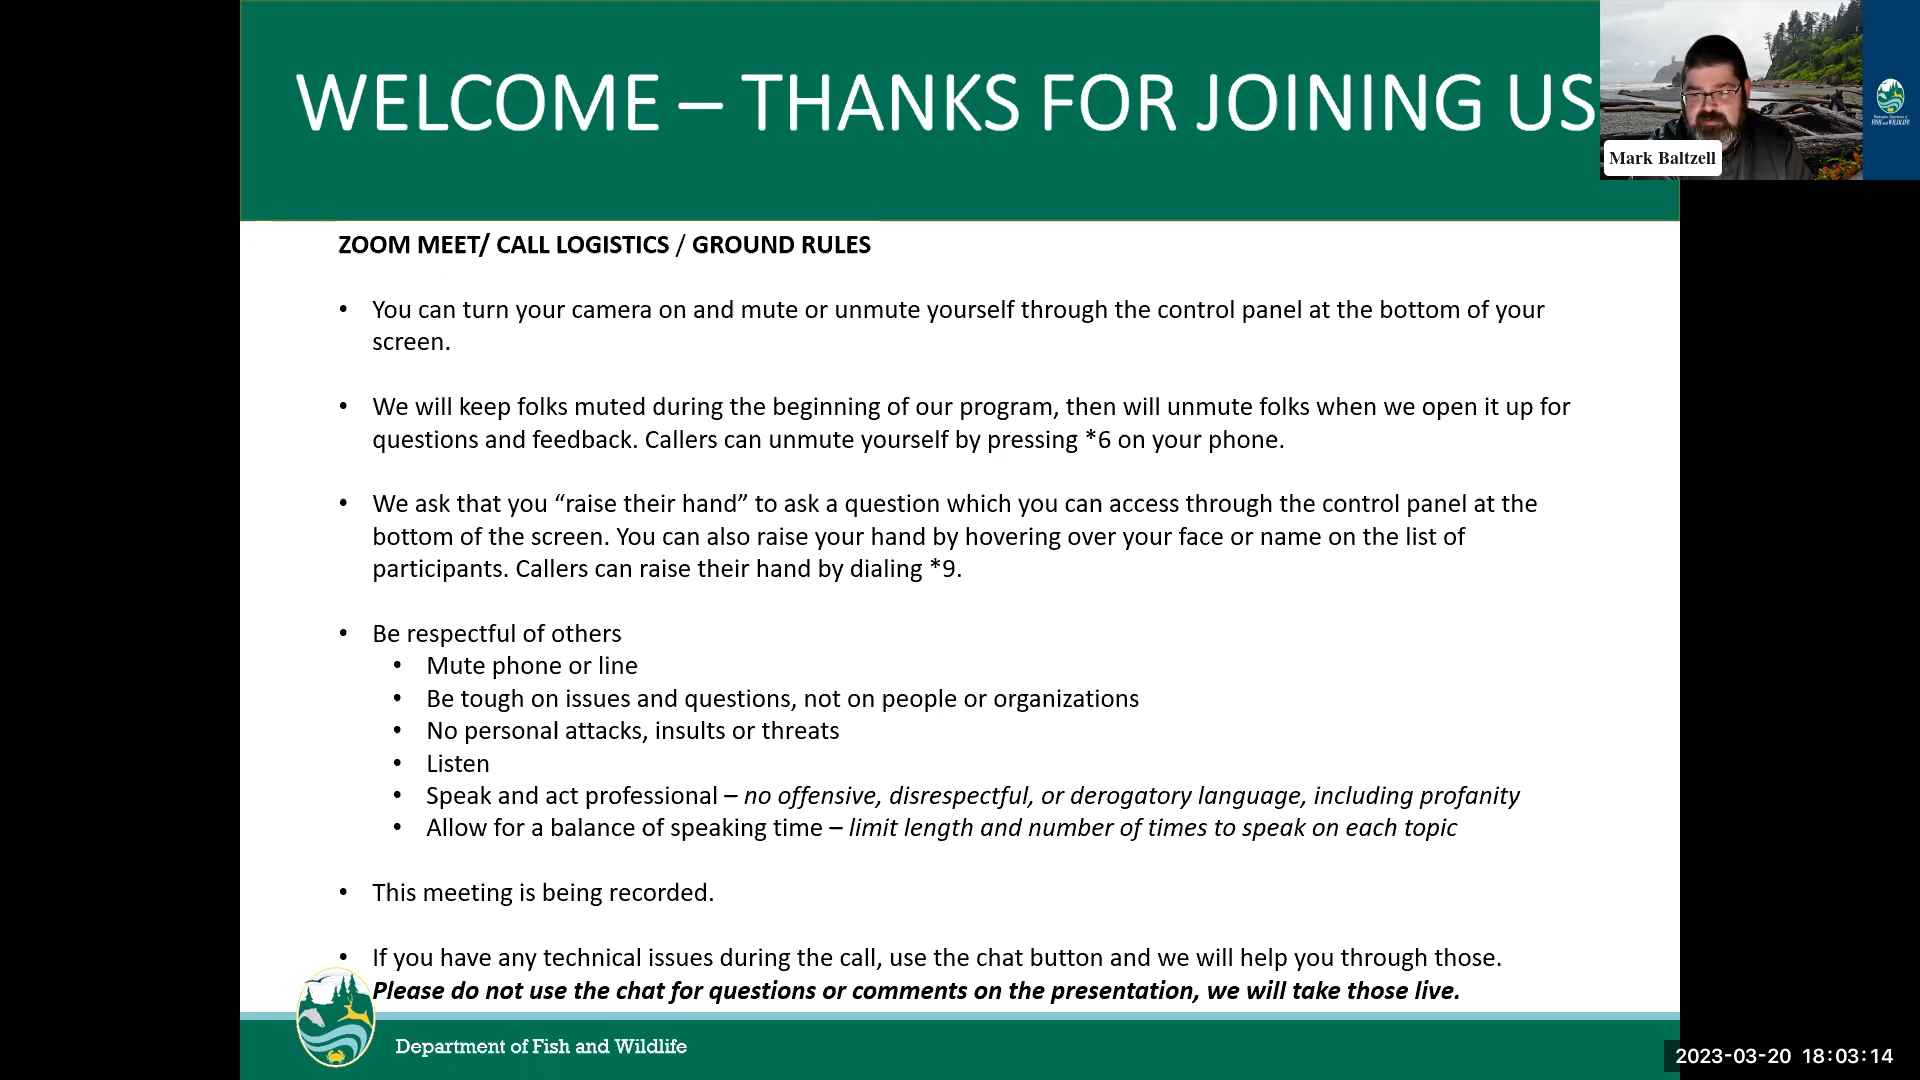 WELCOME – THANKS FOR JOINING US
Mark Baltzell
ZOOM MEET/ CALL LOGISTICS / GROUND RULES
• You can turn your camera on and mute or unmute yourself through the control panel at the bottom of your
screen.
• We will keep folks muted during the beginning of our program, then will unmute folks when we open it up for
questions and feedback. Callers can unmute yourself by pressing *6 on your phone.
• We ask that you “raise their hand” to ask a question which you can access through the control panel at the
bottom of the screen. You can also raise your hand by hovering over your face or name on the list of
participants. Callers can raise their hand by dialing *9.
• Be respectful of others
• Mute phone or line
• Be tough on issues and questions, not on people or organizations
• No personal attacks, insults or threats
• Listen
• Speak and act professional – no offensive, disrespectful, or derogatory language, including profanity
• Allow for a balance of speaking time – limit length and number of times to speak on each topic
• This meeting is being recorded.
• If you have any technical issues during the call, use the chat button and we will help you through those.
Please do not use the chat for questions or comments on the presentation, we will take those live.
Department of Fish and Wildlife
2023-03-20 18:03:14